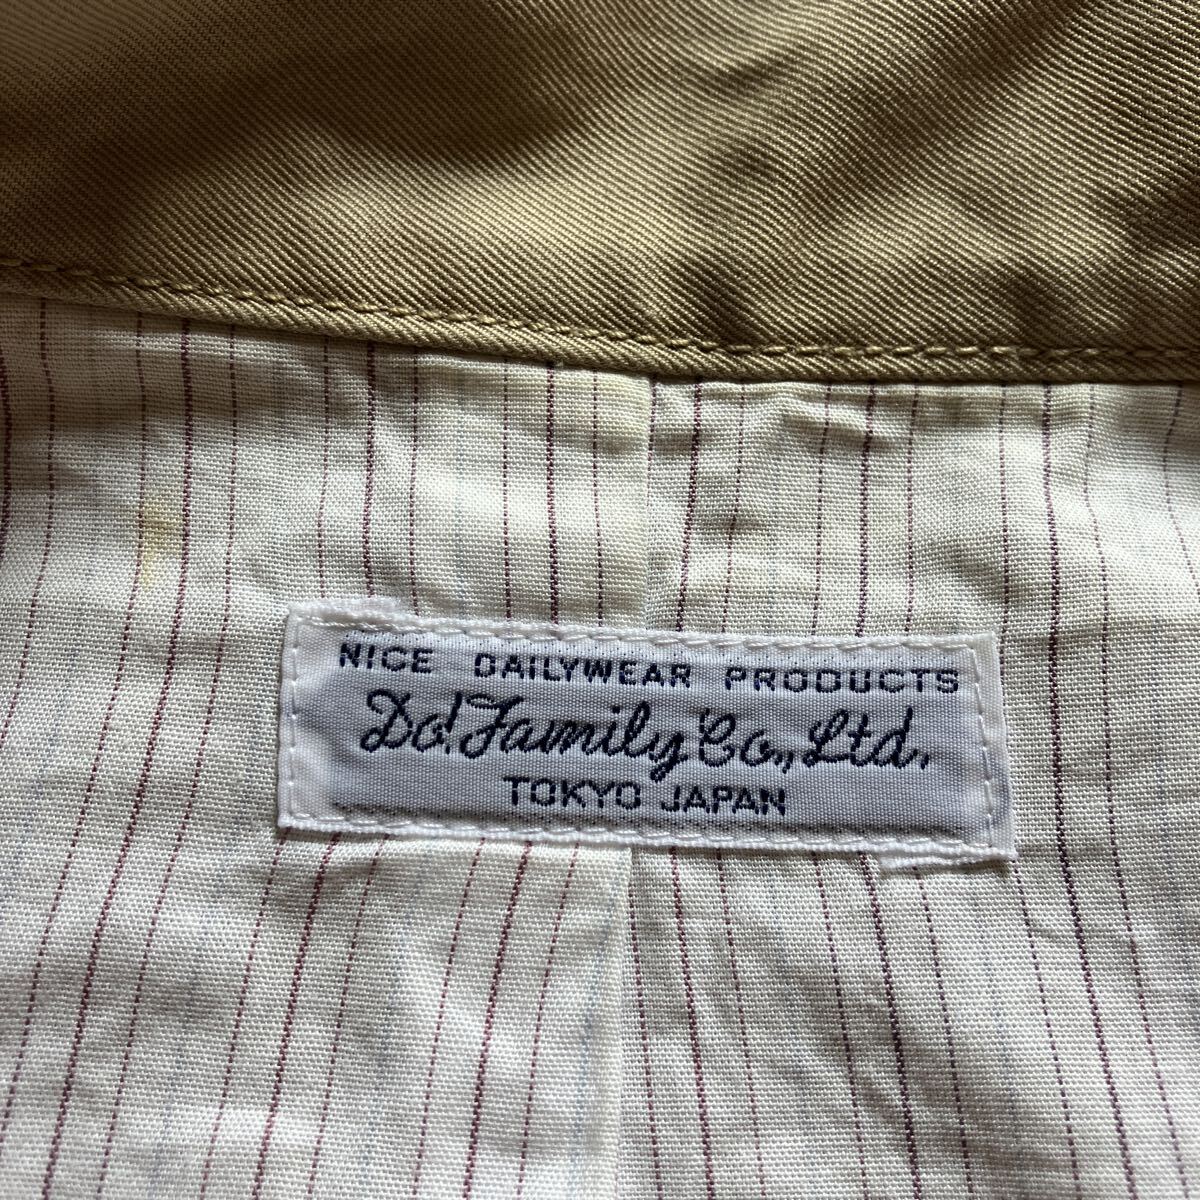 NICE DAILYWEAR PRODUCTS
Do! Family Co., Ltd.
TOKYO JAPAN